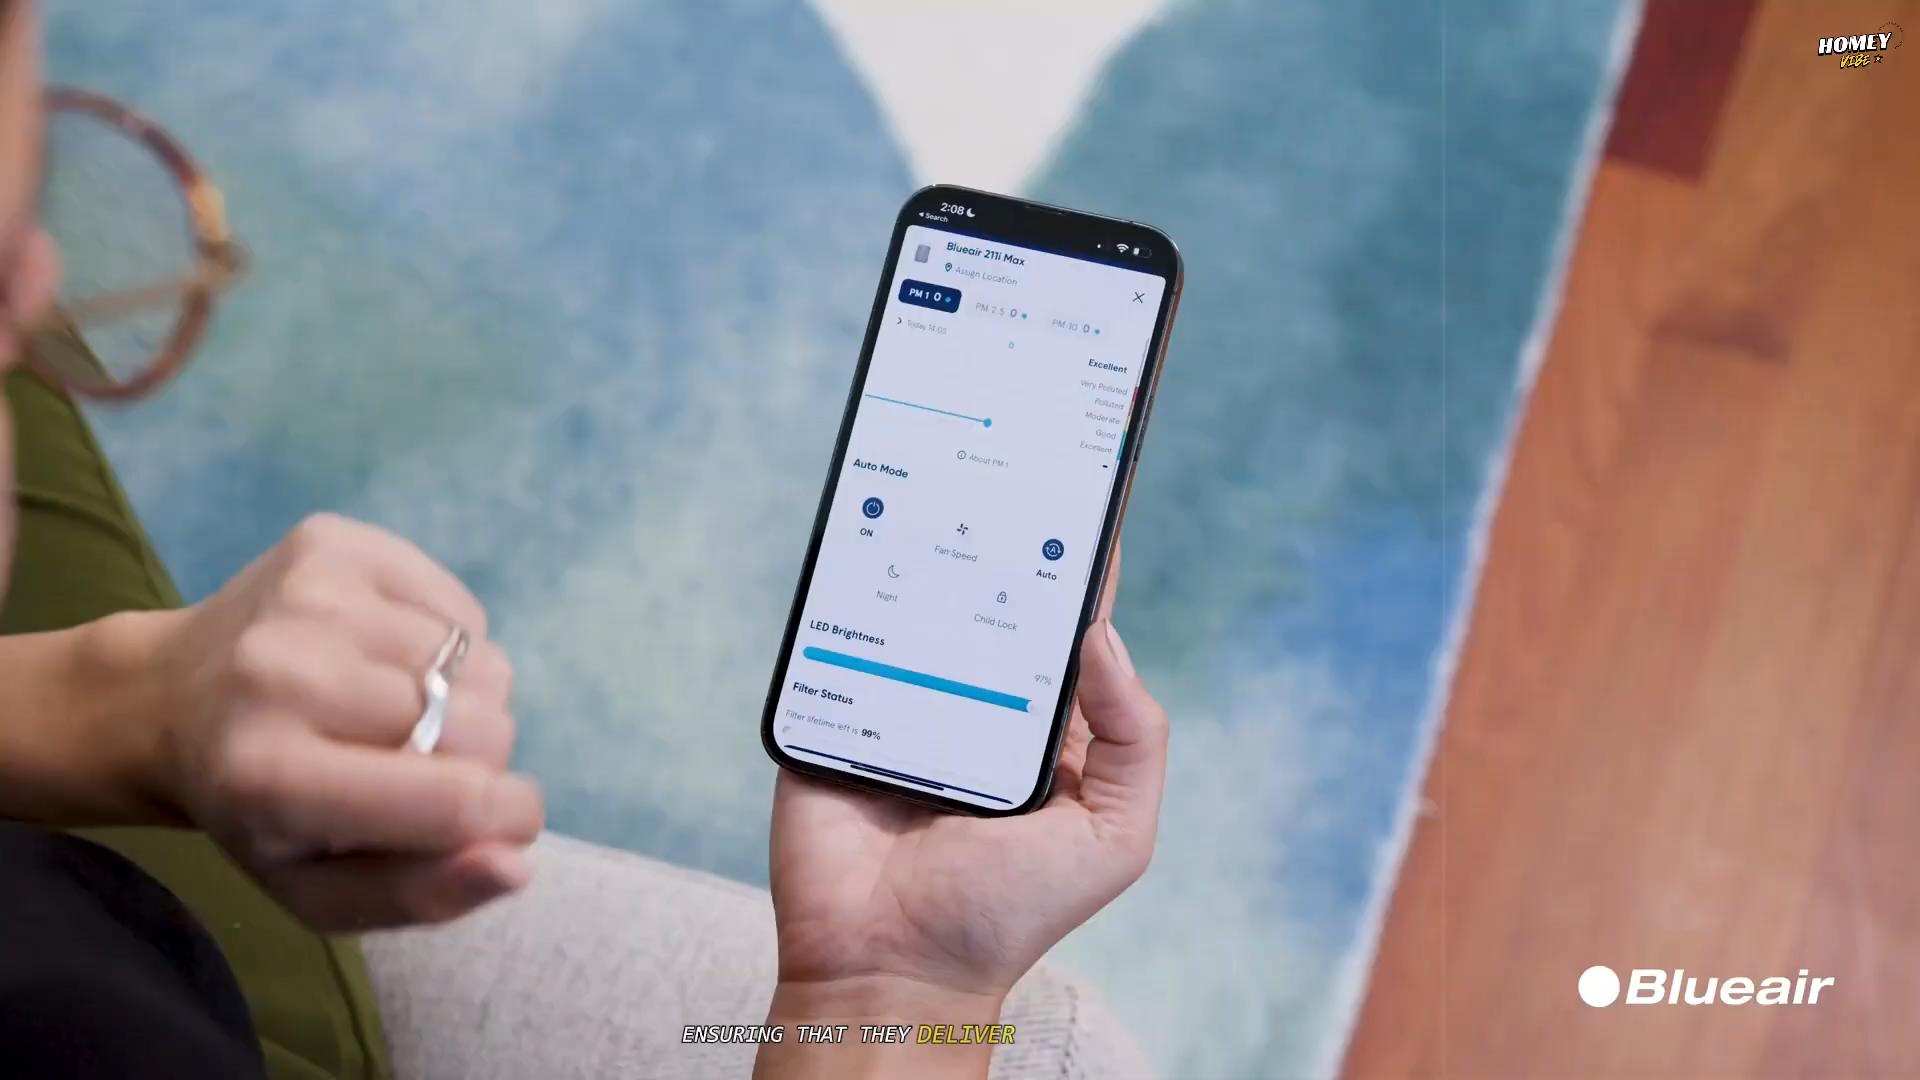 HOMEY
VIBE
2:08
Search
Blueair 211i Max
Assign Location
PM 1 0
PM 2.5 0
PM 10 0
Today 14:05
0
Excellent
Very Polluted
Polluted
Moderate
Good
Excellent
About PM 1
Auto Mode
ON
Fan Speed
Auto
Night
Child Lock
LED Brightness
97%
Filter Status
Filter lifetime left is 99%
Blueair
ENSURING THAT THEY DELIVER